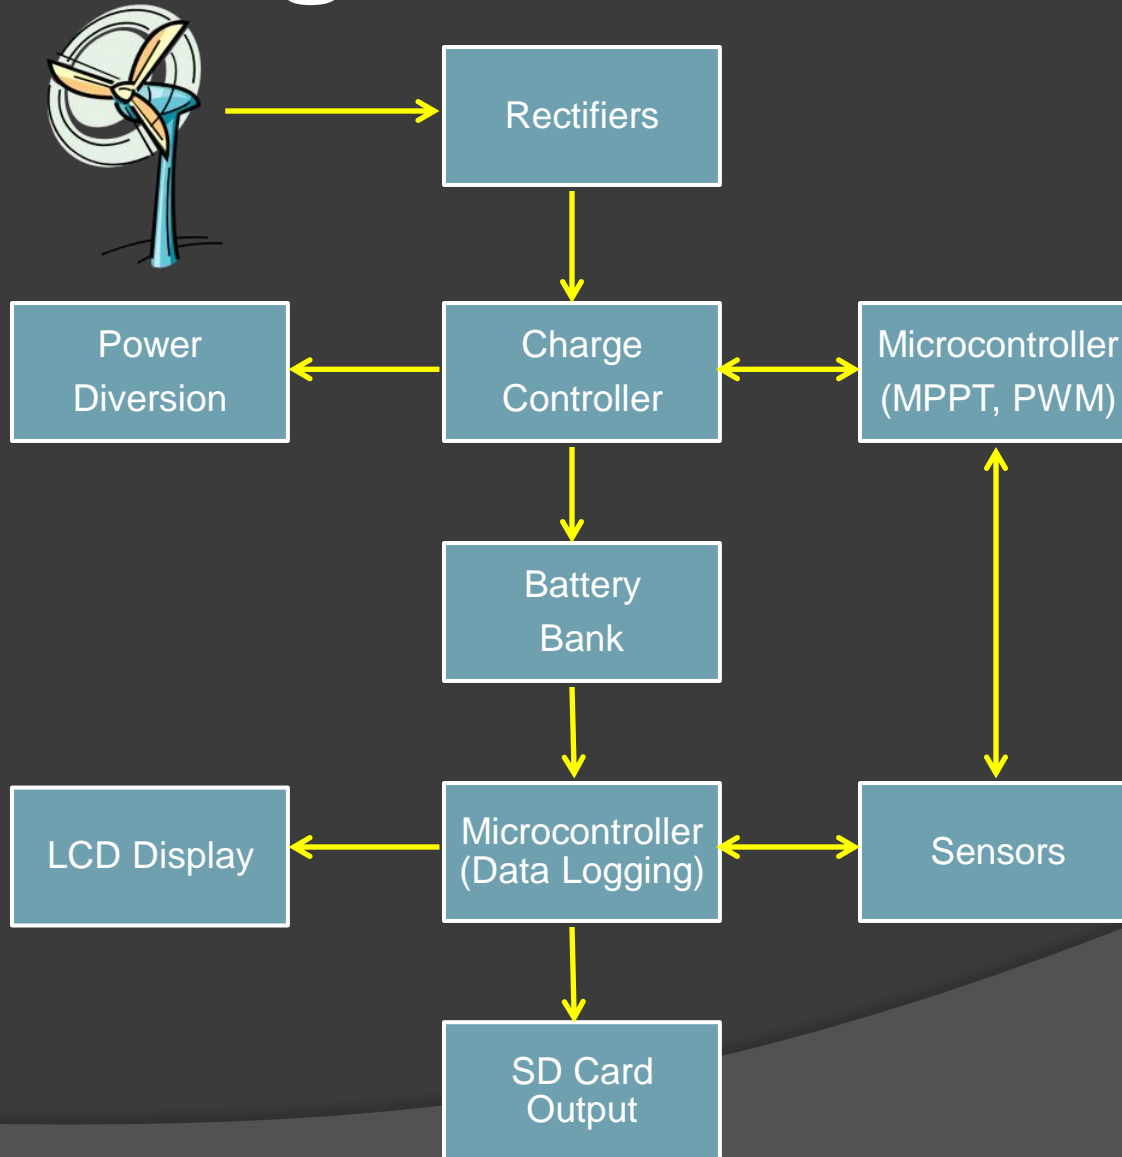 Rectifiers
Power
Diversion
Charge
Controller
Microcontroller
(MPPT, PWM)
Battery
Bank
LCD Display
Microcontroller
(Data Logging)
Sensors
SD Card
Output